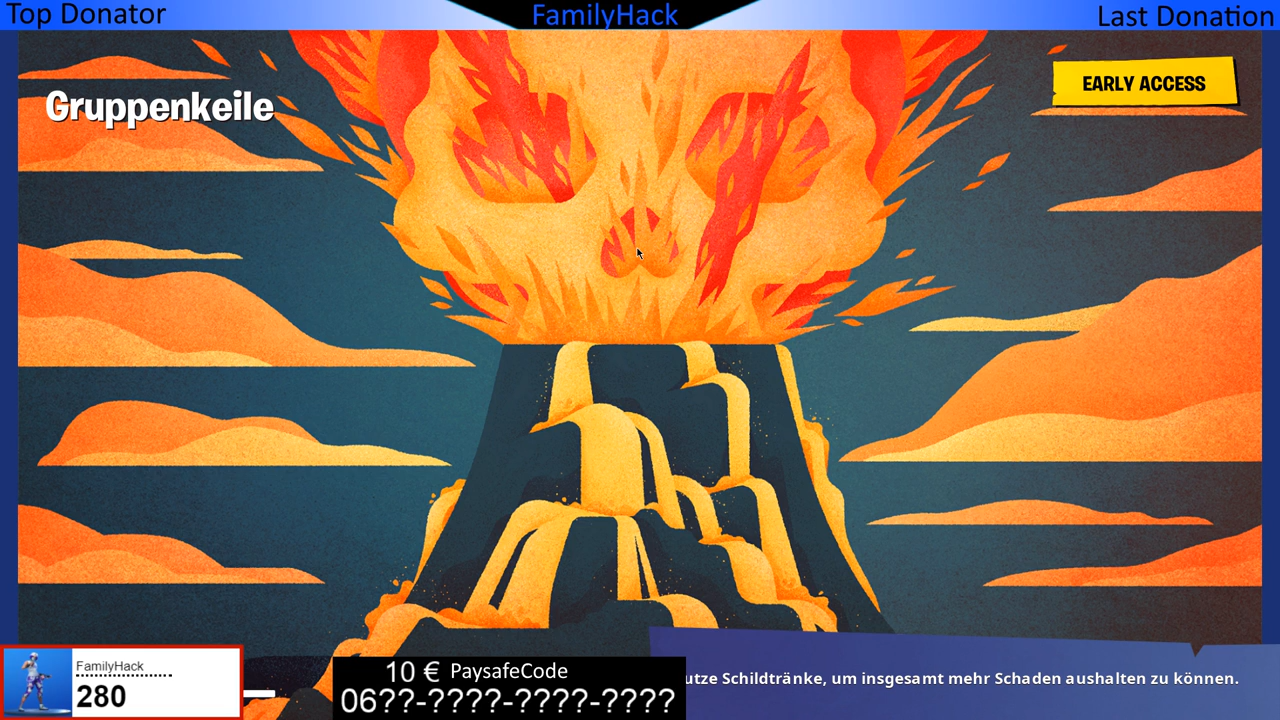 Top Donator
FamilyHack
Last Donation
Gruppenkeile
EARLY ACCESS
FamilyHack
280
10 € PaysafeCode
06??-????-????-????
utze Schildtränke, um insgesamt mehr Schaden aushalten zu können.